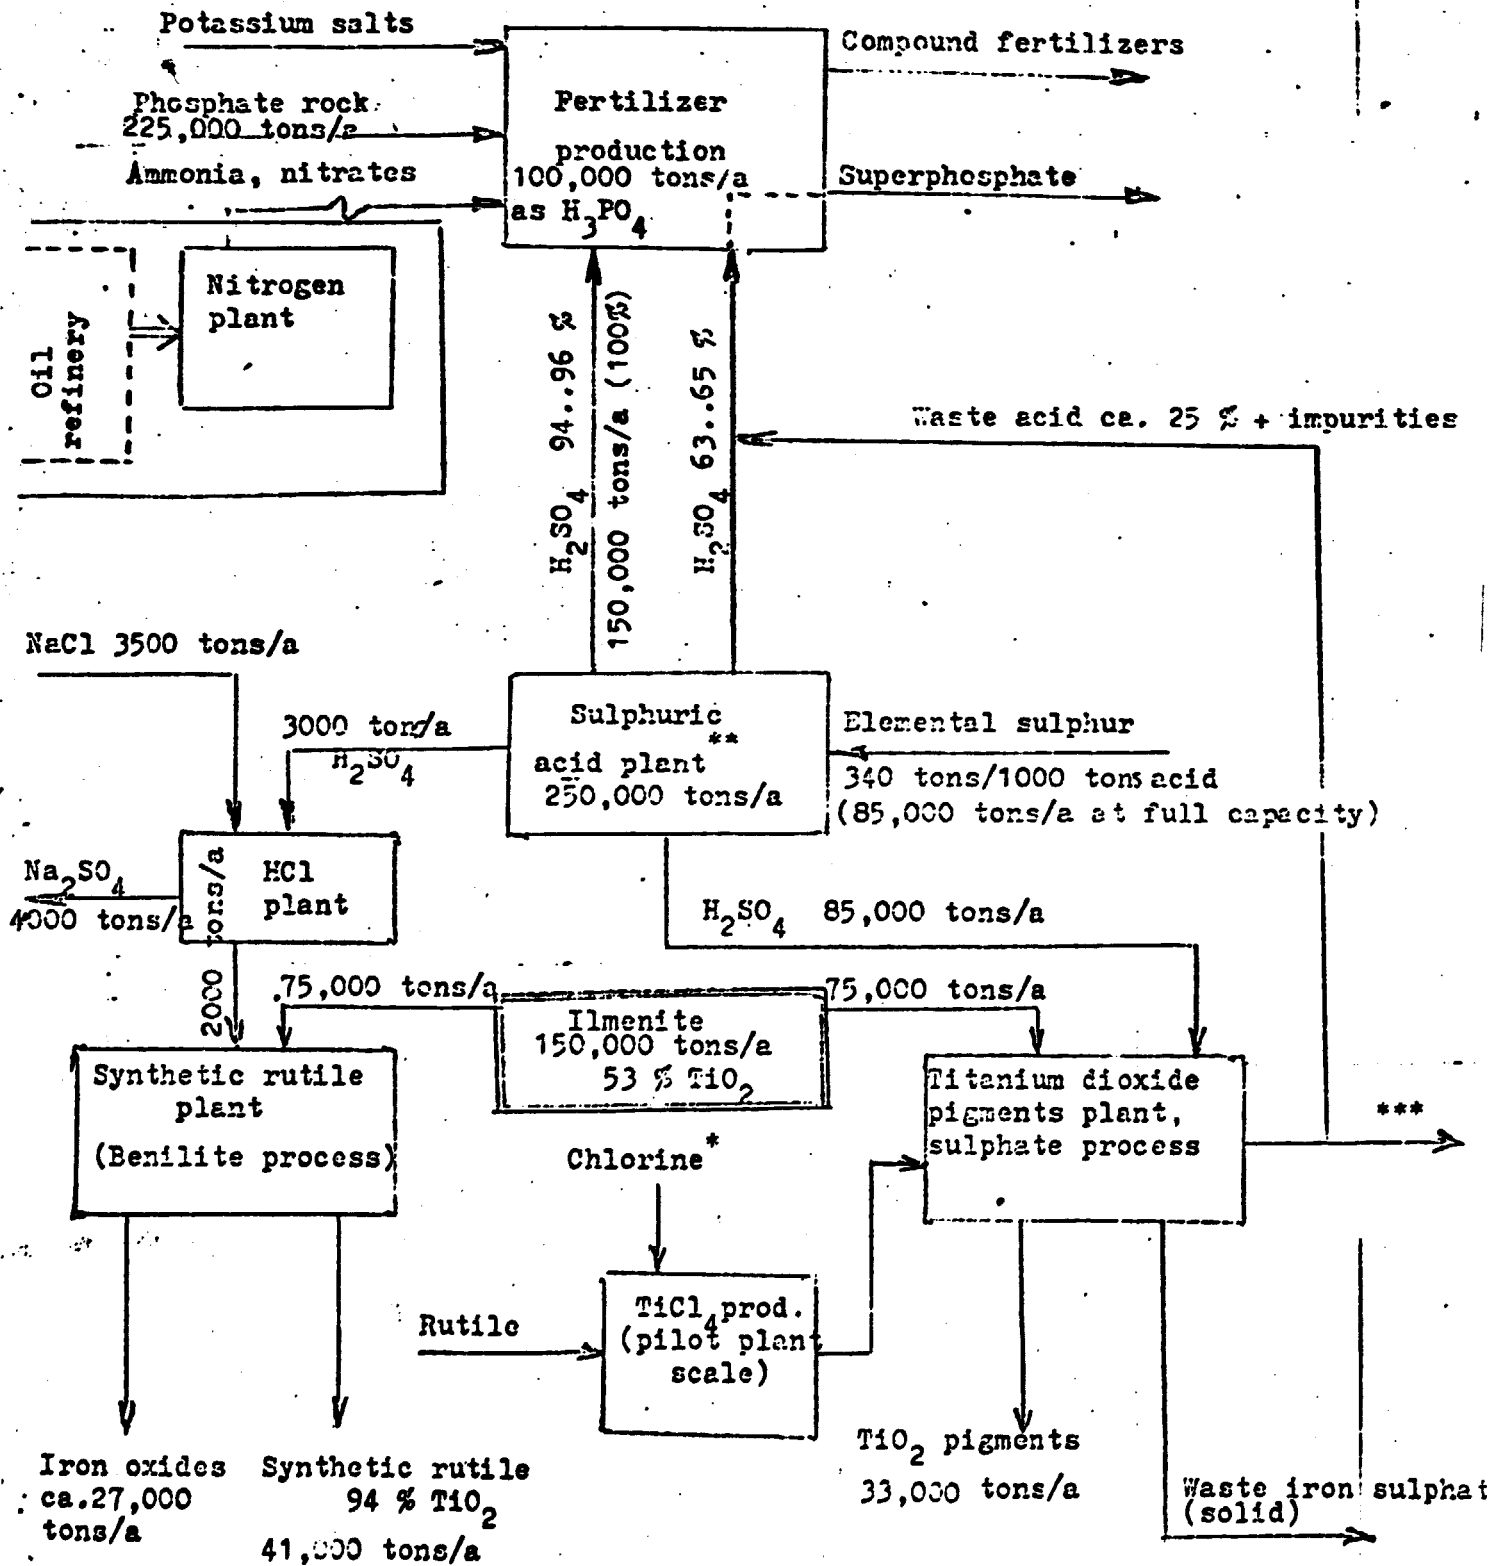 Potassium salts
Compound fertilizers
Phosphate rock
225,000 tons/a
Fertilizer
production
100,000 tons/a
as H3PO4
Ammonia, nitrates
Superphosphate
Nitrogen
plant
Oil
refinery
H2SO4 94..96 %
150,000 tons/a (100%)
H2SO4 63..65 %
Waste acid ca. 25 % + impurities
NaCl 3500 tons/a
3000 tons/a
H2SO4
Sulphuric
acid plant **
250,000 tons/a
Elemental sulphur
340 tons/1000 tons acid
(85,000 tons/a at full capacity)
Na2SO4
4000 tons/a
HCl
plant
2000 tons/a
H2SO4 85,000 tons/a
75,000 tons/a
Ilmenite
150,000 tons/a
53 % TiO2
75,000 tons/a
Synthetic rutile
plant
(Benilite process)
Titanium dioxide
pigments plant,
sulphate process
***
Chlorine*
Rutile
TiCl4 prod.
(pilot plant
scale)
Iron oxides
ca.27,000
tons/a
Synthetic rutile
94 % TiO2
41,000 tons/a
TiO2 pigments
33,000 tons/a
Waste iron sulphat
(solid)